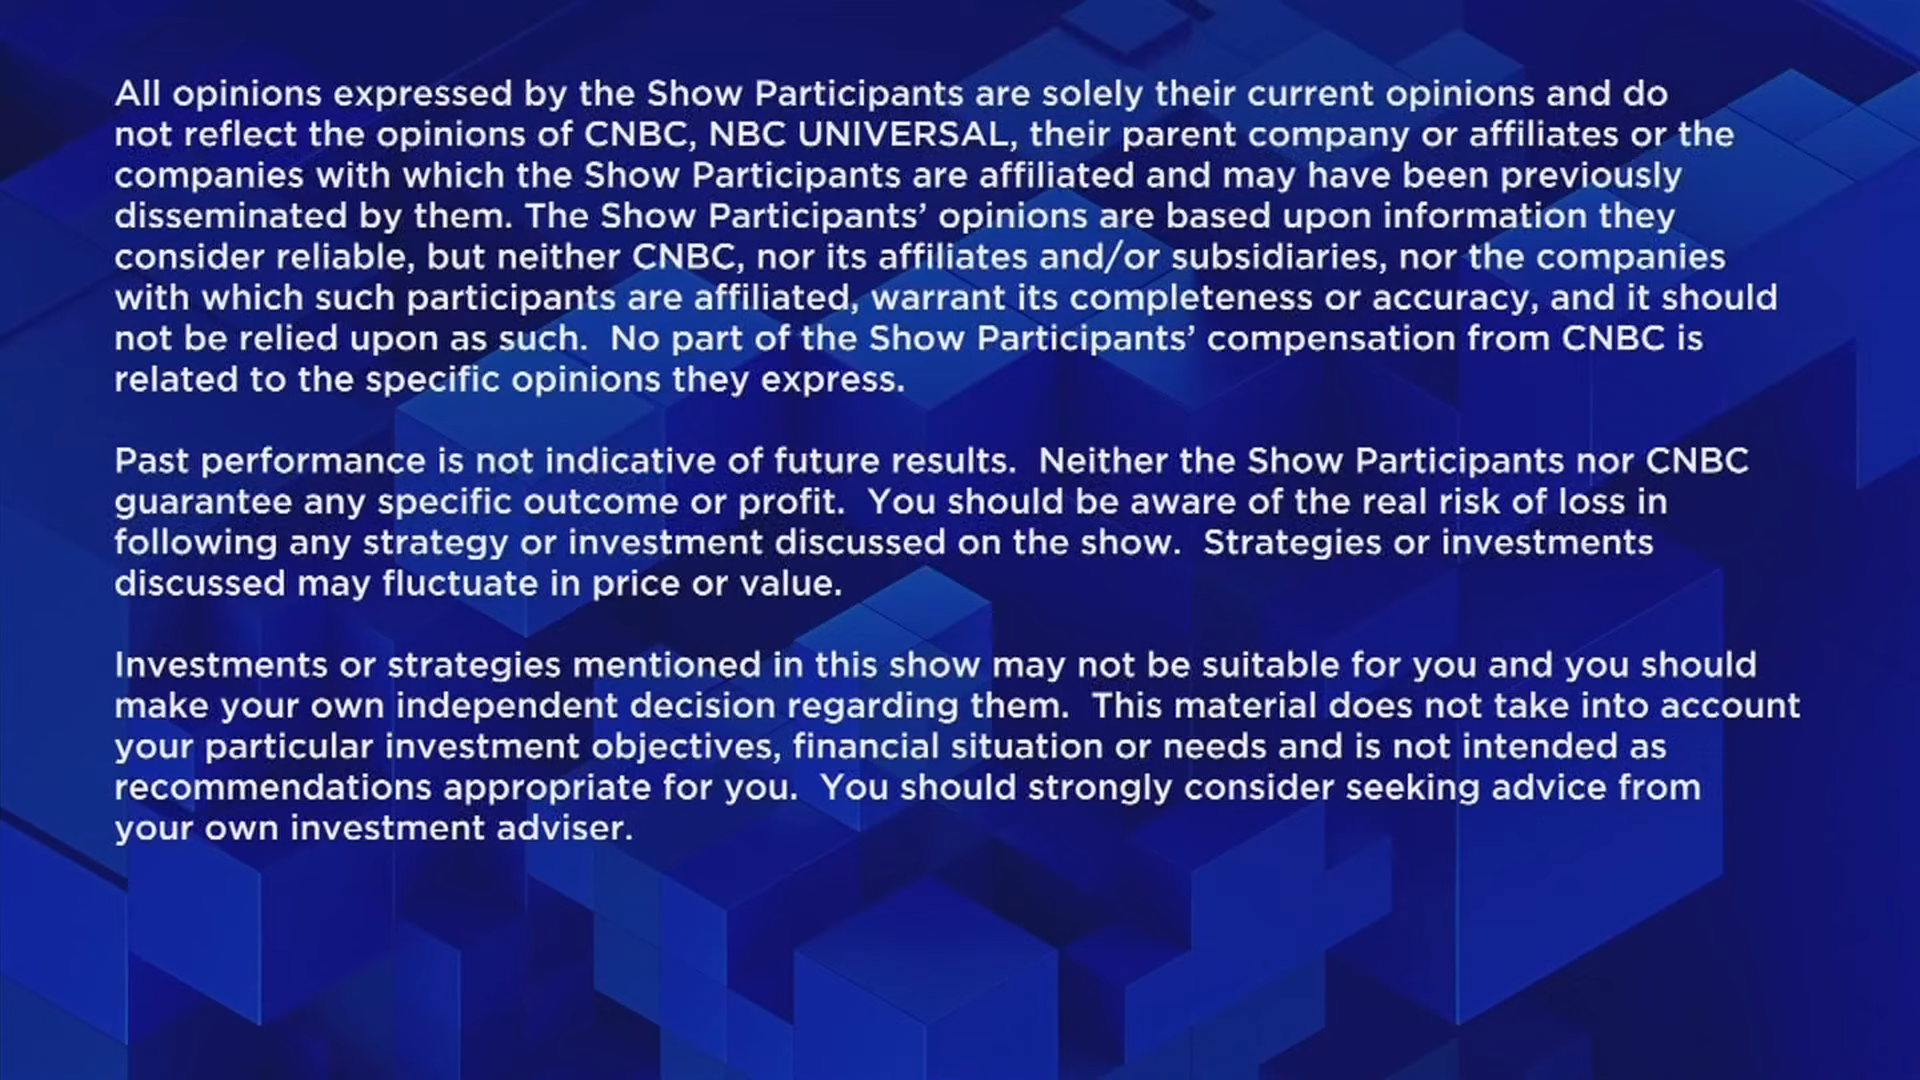 All opinions expressed by the Show Participants are solely their current opinions and do
not reflect the opinions of CNBC, NBC UNIVERSAL, their parent company or affiliates or the
companies with which the Show Participants are affiliated and may have been previously
disseminated by them. The Show Participants’ opinions are based upon information they
consider reliable, but neither CNBC, nor its affiliates and/or subsidiaries, nor the companies
with which such participants are affiliated, warrant its completeness or accuracy, and it should
not be relied upon as such.  No part of the Show Participants’ compensation from CNBC is
related to the specific opinions they express.

Past performance is not indicative of future results.  Neither the Show Participants nor CNBC
guarantee any specific outcome or profit.  You should be aware of the real risk of loss in
following any strategy or investment discussed on the show.  Strategies or investments
discussed may fluctuate in price or value.

Investments or strategies mentioned in this show may not be suitable for you and you should
make your own independent decision regarding them.  This material does not take into account
your particular investment objectives, financial situation or needs and is not intended as
recommendations appropriate for you.  You should strongly consider seeking advice from
your own investment adviser.